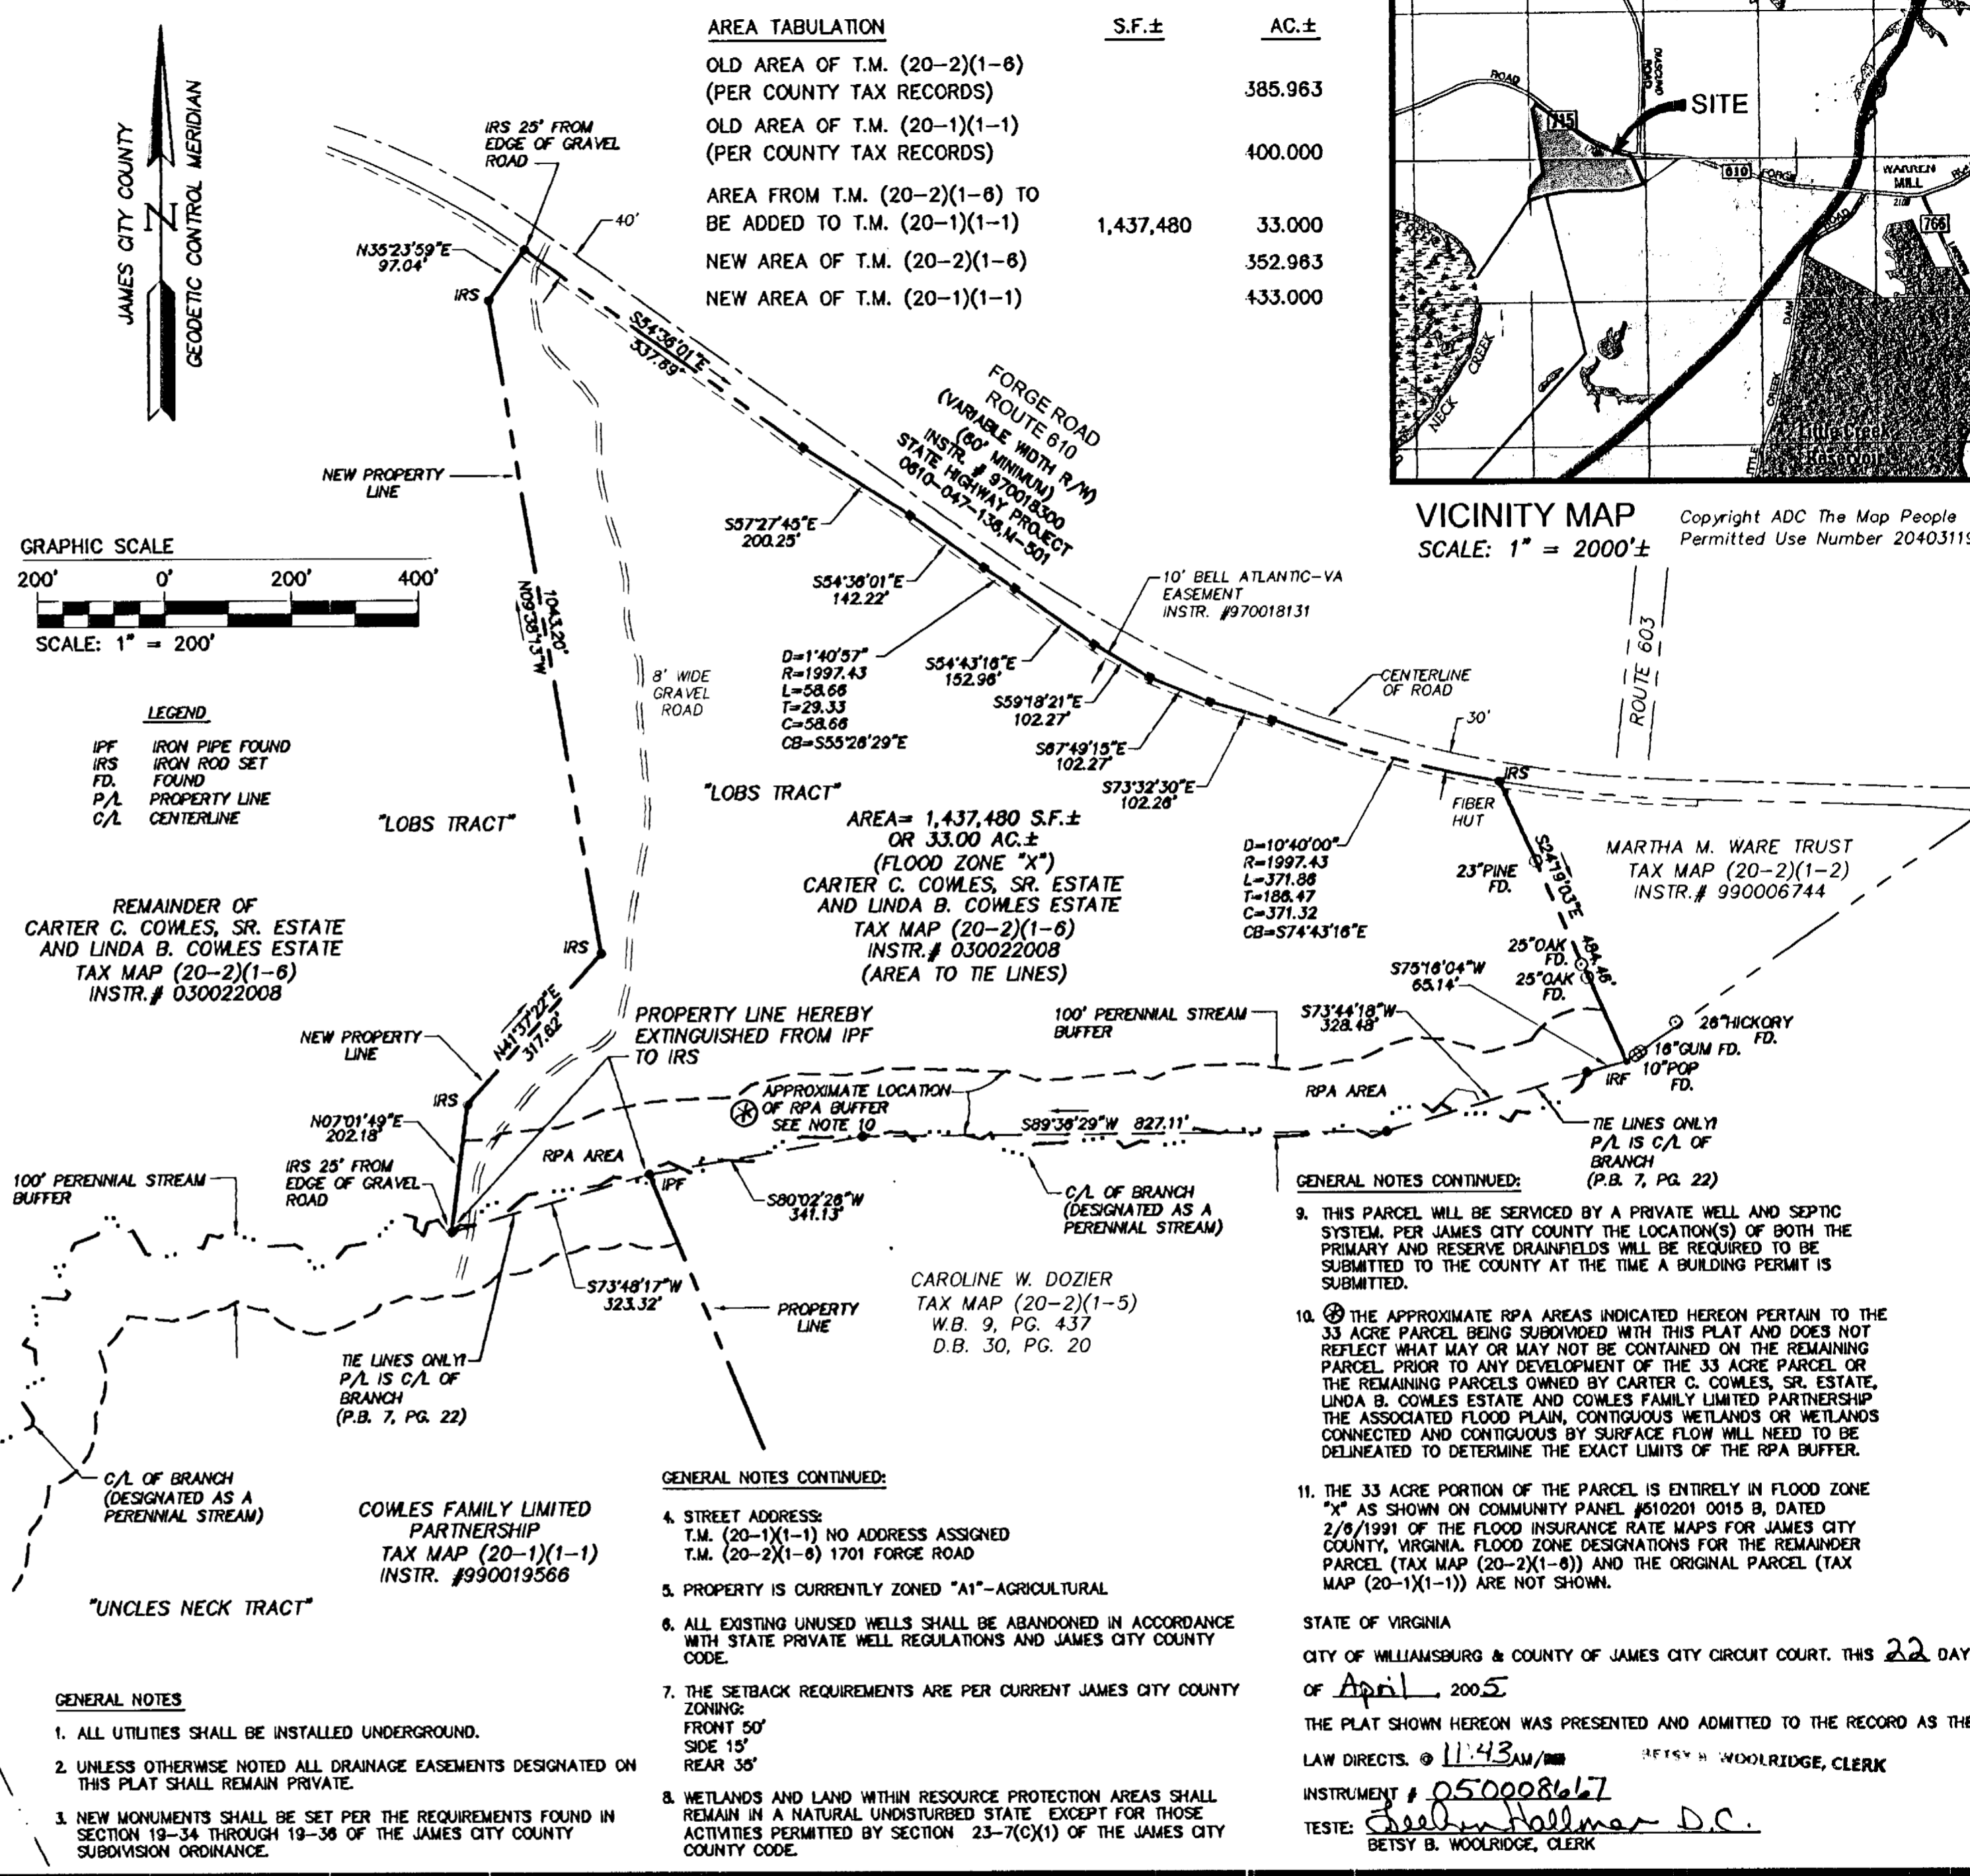 JAMES CITY COUNTY
GEODETIC CONTROL MERIDIAN
N
AREA TABULATION S.F.± AC.±
OLD AREA OF T.M. (20-2)(1-6)
(PER COUNTY TAX RECORDS) 385.963
OLD AREA OF T.M. (20-1)(1-1)
(PER COUNTY TAX RECORDS) 400.000
AREA FROM T.M. (20-2)(1-6) TO
BE ADDED TO T.M. (20-1)(1-1) 1,437,480 33.000
NEW AREA OF T.M. (20-2)(1-6) 352.963
NEW AREA OF T.M. (20-1)(1-1) 433.000
ROAD
DIASCUND
ROAD
SITE
715
610
FORGE
WARREN
MILL
ROAD
766
DAM
CREEK
LITTLE
NECK
CREEK
Little Creek
Reservoir
VICINITY MAP
SCALE: 1" = 2000'±
Copyright ADC The Map People
Permitted Use Number 20403119
IRS 25' FROM
EDGE OF GRAVEL
ROAD
40'
N35°23'59"E
97.04'
IRS
S54°36'01"E
537.89'
FORGE ROAD
ROUTE 610
(VARIABLE WIDTH R/W)
(60' MINIMUM)
INSTR. # 970018300
STATE HIGHWAY PROJECT
0610-047-136,M-501
NEW PROPERTY
LINE
GRAPHIC SCALE
200' 0' 200' 400'
SCALE: 1" = 200'
1043.20'
N09°38'13"W
S57°27'45"E
200.25'
S54°36'01"E
142.22'
10' BELL ATLANTIC-VA
EASEMENT
INSTR. #970018131
D=1°40'57"
R=1997.43
L=58.66
T=29.33
C=58.66
CB=S55°26'29"E
S54°43'16"E
152.96'
S59°18'21"E
102.27'
S67°49'15"E
102.27'
S73°32'30"E
102.26'
CENTERLINE
OF ROAD
30'
ROUTE 603
8' WIDE
GRAVEL
ROAD
LEGEND
IPF IRON PIPE FOUND
IRS IRON ROD SET
FD. FOUND
P/L PROPERTY LINE
C/L CENTERLINE
"LOBS TRACT"
"LOBS TRACT"
AREA= 1,437,480 S.F.±
OR 33.00 AC.±
(FLOOD ZONE "X")
CARTER C. COWLES, SR. ESTATE
AND LINDA B. COWLES ESTATE
TAX MAP (20-2)(1-6)
INSTR.# 030022008
(AREA TO TIE LINES)
IRS
FIBER
HUT
D=10°40'00"
R=1997.43
L=371.86
T=186.47
C=371.32
CB=S74°43'16"E
23"PINE
FD.
S24°19'03"E
484.46'
MARTHA M. WARE TRUST
TAX MAP (20-2)(1-2)
INSTR.# 990006744
REMAINDER OF
CARTER C. COWLES, SR. ESTATE
AND LINDA B. COWLES ESTATE
TAX MAP (20-2)(1-6)
INSTR.# 030022008
IRS
25"OAK
FD.
25"OAK
FD.
S75°16'04"W
65.14'
S73°44'18"W
328.48'
NEW PROPERTY
LINE
N41°37'22"E
317.62'
PROPERTY LINE HEREBY
EXTINGUISHED FROM IPF
TO IRS
100' PERENNIAL STREAM
BUFFER
26"HICKORY
FD.
16"GUM FD.
10"POP
FD.
IRF
IRS
N07°01'49"E
202.18'
APPROXIMATE LOCATION
OF RPA BUFFER
SEE NOTE 10
RPA AREA
S89°36'29"W 827.11'
TIE LINES ONLY!
P/L IS C/L OF
BRANCH
(P.B. 7, PG. 22)
100' PERENNIAL STREAM
BUFFER
IRS 25' FROM
EDGE OF GRAVEL
ROAD
RPA AREA
IPF
S80°02'26"W
341.13'
C/L OF BRANCH
(DESIGNATED AS A
PERENNIAL STREAM)
S73°48'17"W
323.32'
PROPERTY
LINE
CAROLINE W. DOZIER
TAX MAP (20-2)(1-5)
W.B. 9, PG. 437
D.B. 30, PG. 20
TIE LINES ONLY!
P/L IS C/L OF
BRANCH
(P.B. 7, PG. 22)
C/L OF BRANCH
(DESIGNATED AS A
PERENNIAL STREAM)
COWLES FAMILY LIMITED
PARTNERSHIP
TAX MAP (20-1)(1-1)
INSTR. #990019566
"UNCLES NECK TRACT"
GENERAL NOTES
1. ALL UTILITIES SHALL BE INSTALLED UNDERGROUND.
2. UNLESS OTHERWISE NOTED ALL DRAINAGE EASEMENTS DESIGNATED ON
THIS PLAT SHALL REMAIN PRIVATE.
3. NEW MONUMENTS SHALL BE SET PER THE REQUIREMENTS FOUND IN
SECTION 19-34 THROUGH 19-36 OF THE JAMES CITY COUNTY
SUBDIVISION ORDINANCE.
GENERAL NOTES CONTINUED:
4. STREET ADDRESS:
T.M. (20-1)(1-1) NO ADDRESS ASSIGNED
T.M. (20-2)(1-6) 1701 FORGE ROAD
5. PROPERTY IS CURRENTLY ZONED "A1"-AGRICULTURAL
6. ALL EXISTING UNUSED WELLS SHALL BE ABANDONED IN ACCORDANCE
WITH STATE PRIVATE WELL REGULATIONS AND JAMES CITY COUNTY
CODE.
7. THE SETBACK REQUIREMENTS ARE PER CURRENT JAMES CITY COUNTY
ZONING:
FRONT 50'
SIDE 15'
REAR 35'
8. WETLANDS AND LAND WITHIN RESOURCE PROTECTION AREAS SHALL
REMAIN IN A NATURAL UNDISTURBED STATE EXCEPT FOR THOSE
ACTIVITIES PERMITTED BY SECTION 23-7(C)(1) OF THE JAMES CITY
COUNTY CODE.
GENERAL NOTES CONTINUED:
9. THIS PARCEL WILL BE SERVICED BY A PRIVATE WELL AND SEPTIC
SYSTEM. PER JAMES CITY COUNTY THE LOCATION(S) OF BOTH THE
PRIMARY AND RESERVE DRAINFIELDS WILL BE REQUIRED TO BE
SUBMITTED TO THE COUNTY AT THE TIME A BUILDING PERMIT IS
SUBMITTED.
10. THE APPROXIMATE RPA AREAS INDICATED HEREON PERTAIN TO THE
33 ACRE PARCEL BEING SUBDIVIDED WITH THIS PLAT AND DOES NOT
REFLECT WHAT MAY OR MAY NOT BE CONTAINED ON THE REMAINING
PARCEL. PRIOR TO ANY DEVELOPMENT OF THE 33 ACRE PARCEL OR
THE REMAINING PARCELS OWNED BY CARTER C. COWLES, SR. ESTATE,
LINDA B. COWLES ESTATE AND COWLES FAMILY LIMITED PARTNERSHIP
THE ASSOCIATED FLOOD PLAIN, CONTIGUOUS WETLANDS OR WETLANDS
CONNECTED AND CONTIGUOUS BY SURFACE FLOW WILL NEED TO BE
DELINEATED TO DETERMINE THE EXACT LIMITS OF THE RPA BUFFER.
11. THE 33 ACRE PORTION OF THE PARCEL IS ENTIRELY IN FLOOD ZONE
"X" AS SHOWN ON COMMUNITY PANEL #510201 0015 B, DATED
2/6/1991 OF THE FLOOD INSURANCE RATE MAPS FOR JAMES CITY
COUNTY, VIRGINIA. FLOOD ZONE DESIGNATIONS FOR THE REMAINDER
PARCEL (TAX MAP (20-2)(1-6)) AND THE ORIGINAL PARCEL (TAX
MAP (20-1)(1-1)) ARE NOT SHOWN.
STATE OF VIRGINIA
CITY OF WILLIAMSBURG & COUNTY OF JAMES CITY CIRCUIT COURT. THIS 22 DAY
OF April, 2005
THE PLAT SHOWN HEREON WAS PRESENTED AND ADMITTED TO THE RECORD AS THE
LAW DIRECTS. @ 11:43 AM/
BETSY B. WOOLRIDGE, CLERK
INSTRUMENT # 050008667
TESTE: D.C.
BETSY B. WOOLRIDGE, CLERK